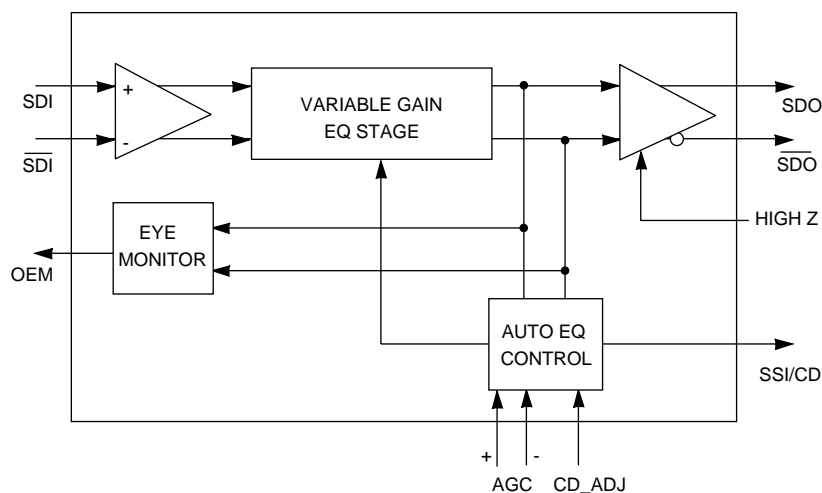 SDI
+
VARIABLE GAIN
EQ STAGE
SDO
SDI
-
SDO
HIGH Z
EYE
MONITOR
OEM
AUTO EQ
CONTROL
SSI/CD
+
-
AGC
CD_ADJ